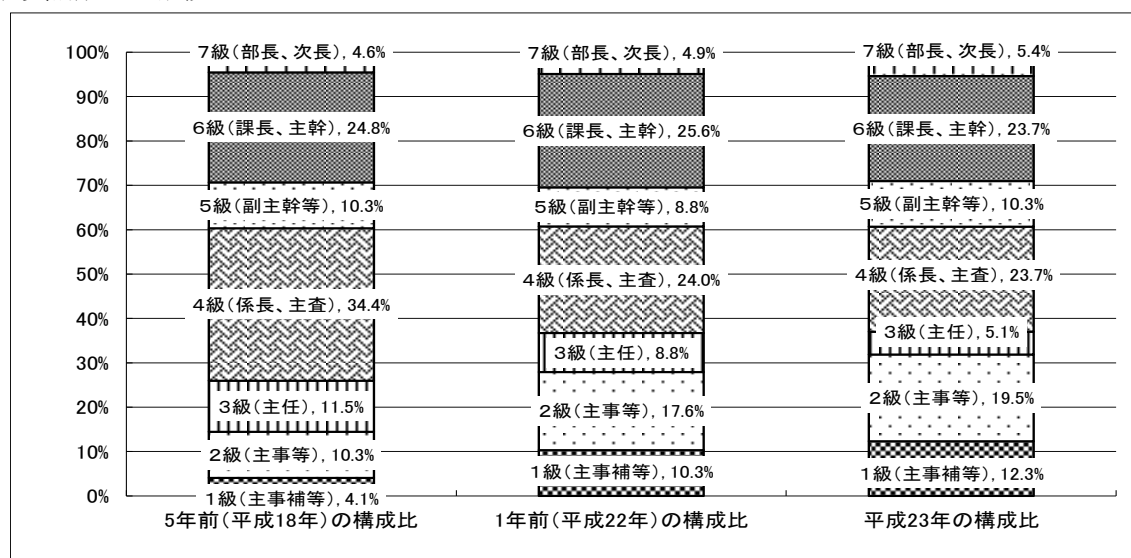 100%
90%
80%
70%
60%
50%
40%
30%
20%
10%
0%
7級（部長、次長）, 4.6%
6級（課長、主幹）, 24.8%
5級（副主幹等）, 10.3%
4級（係長、主査）, 34.4%
3級（主任）, 11.5%
2級（主事等）, 10.3%
1級（主事補等）, 4.1%
5年前（平成18年）の構成比
7級（部長、次長）, 4.9%
6級（課長、主幹）, 25.6%
5級（副主幹等）, 8.8%
4級（係長、主査）, 24.0%
3級（主任）, 8.8%
2級（主事等）, 17.6%
1級（主事補等）, 10.3%
1年前（平成22年）の構成比
7級（部長、次長）, 5.4%
6級（課長、主幹）, 23.7%
5級（副主幹等）, 10.3%
4級（係長、主査）, 23.7%
3級（主任）, 5.1%
2級（主事等）, 19.5%
1級（主事補等）, 12.3%
平成23年の構成比